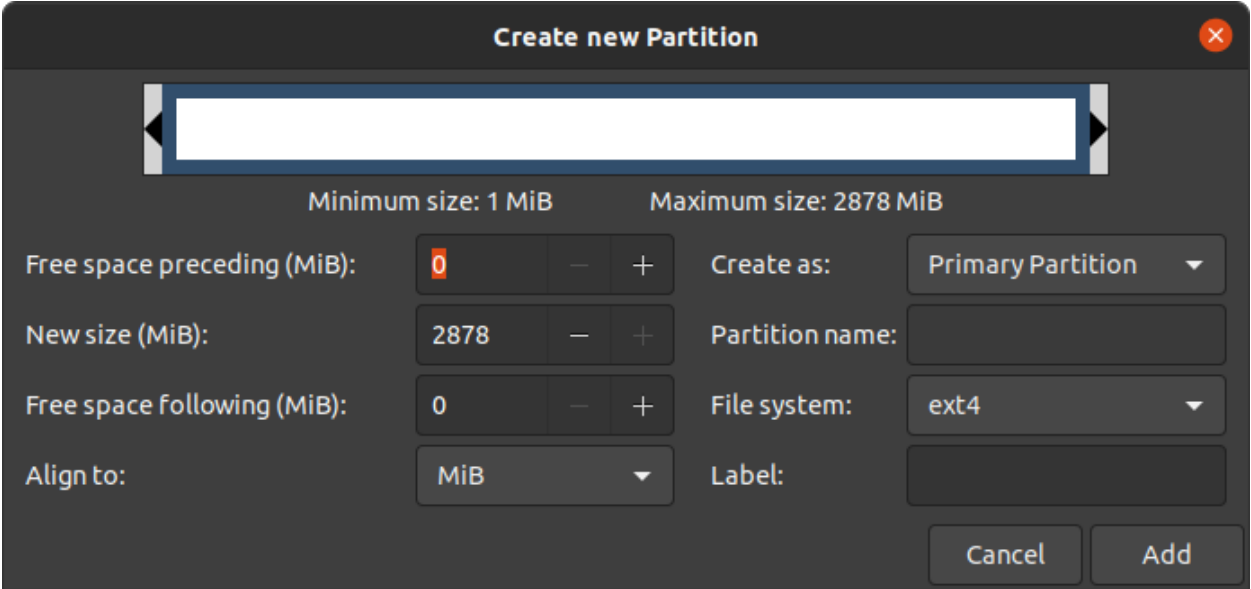 Create new Partition
Minimum size: 1 MiB Maximum size: 2878 MiB
Free space preceding (MiB): 0 Create as: Primary Partition
New size (MiB): 2878 Partition name:
Free space following (MiB): 0 File system: ext4
Align to: MiB Label:
Cancel Add